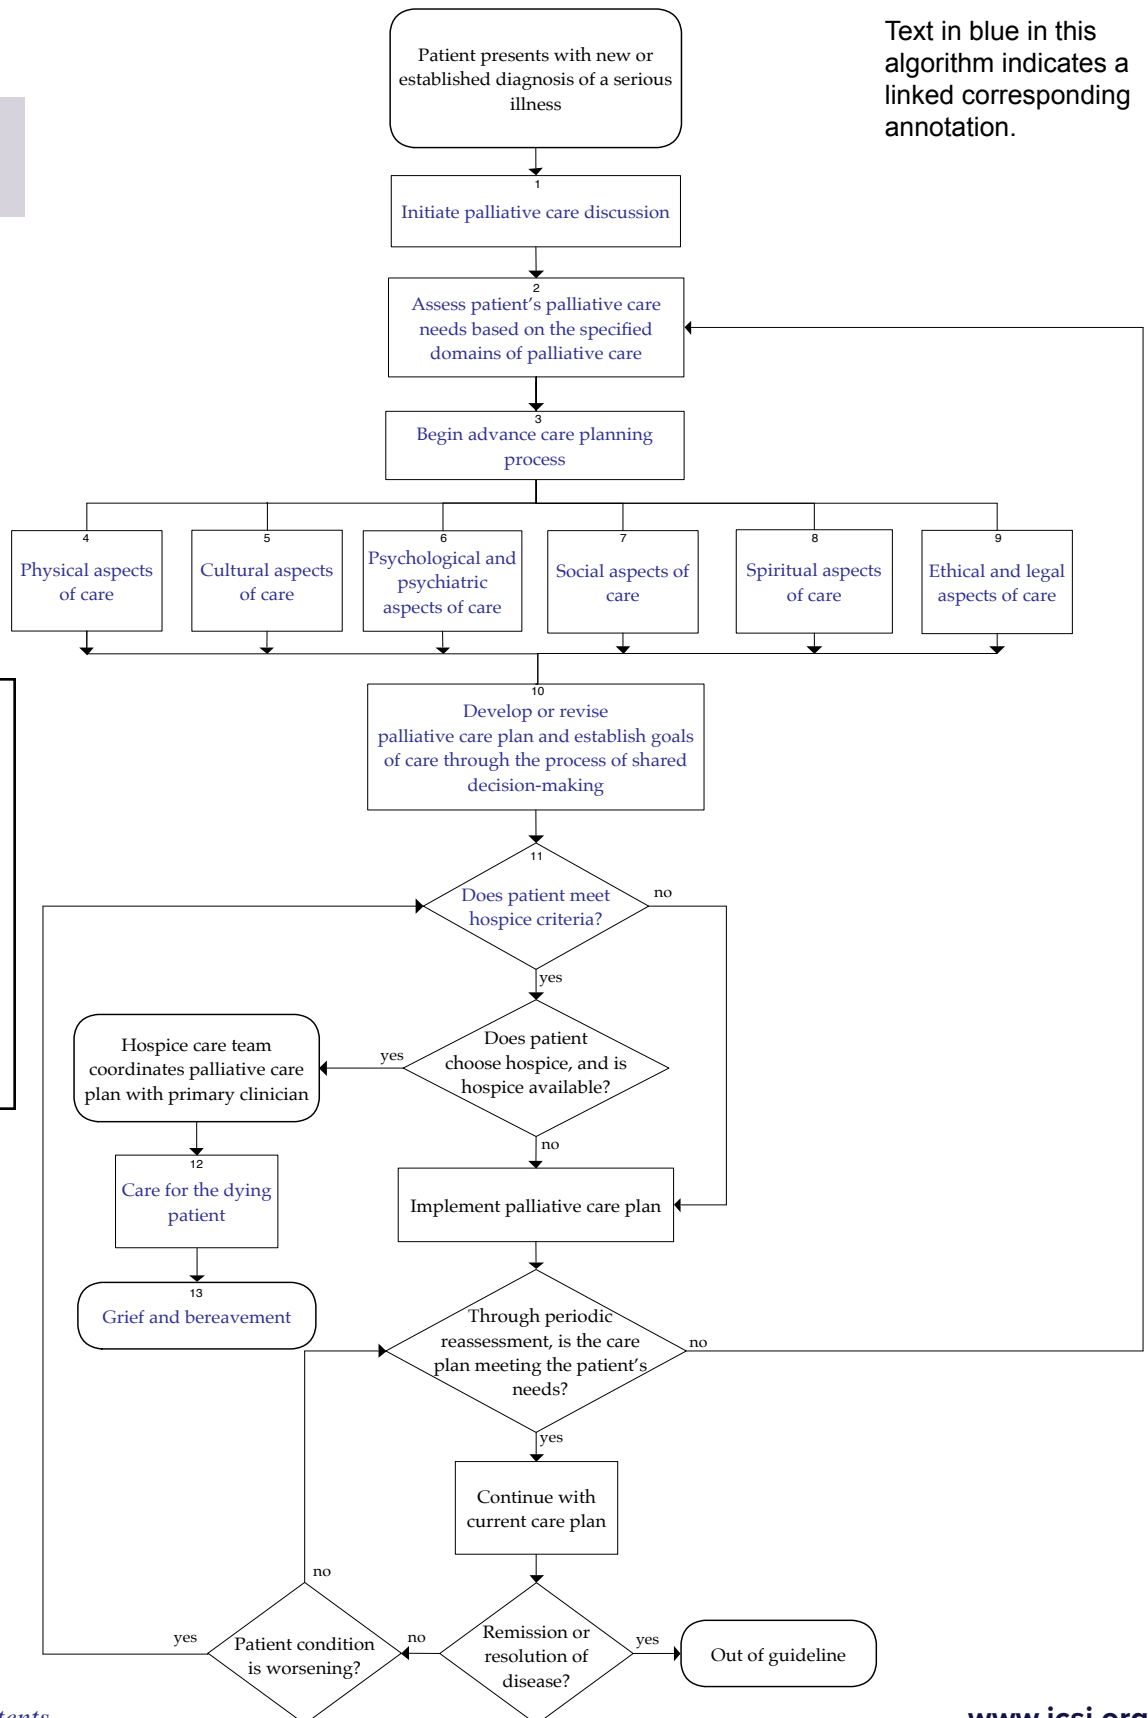 Text in blue in this
algorithm indicates a
linked corresponding
annotation.
Patient presents with new or
established diagnosis of a serious
illness
1
Initiate palliative care discussion
2
Assess patient's palliative care
needs based on the specified
domains of palliative care
3
Begin advance care planning
process
4
Physical aspects
of care
5
Cultural aspects
of care
6
Psychological and
psychiatric
aspects of care
7
Social aspects of
care
8
Spiritual aspects
of care
9
Ethical and legal
aspects of care
10
Develop or revise
palliative care plan and establish goals
of care through the process of shared
decision-making
11
Does patient meet
hospice criteria?
no
yes
Does patient
choose hospice, and is
hospice available?
yes
no
Hospice care team
coordinates palliative care
plan with primary clinician
12
Care for the dying
patient
13
Grief and bereavement
Implement palliative care plan
Through periodic
reassessment, is the care
plan meeting the patient's
needs?
no
yes
Continue with
current care plan
Remission or
resolution of
disease?
no
yes
Patient condition
is worsening?
yes
no
Out of guideline
www.icsi.org